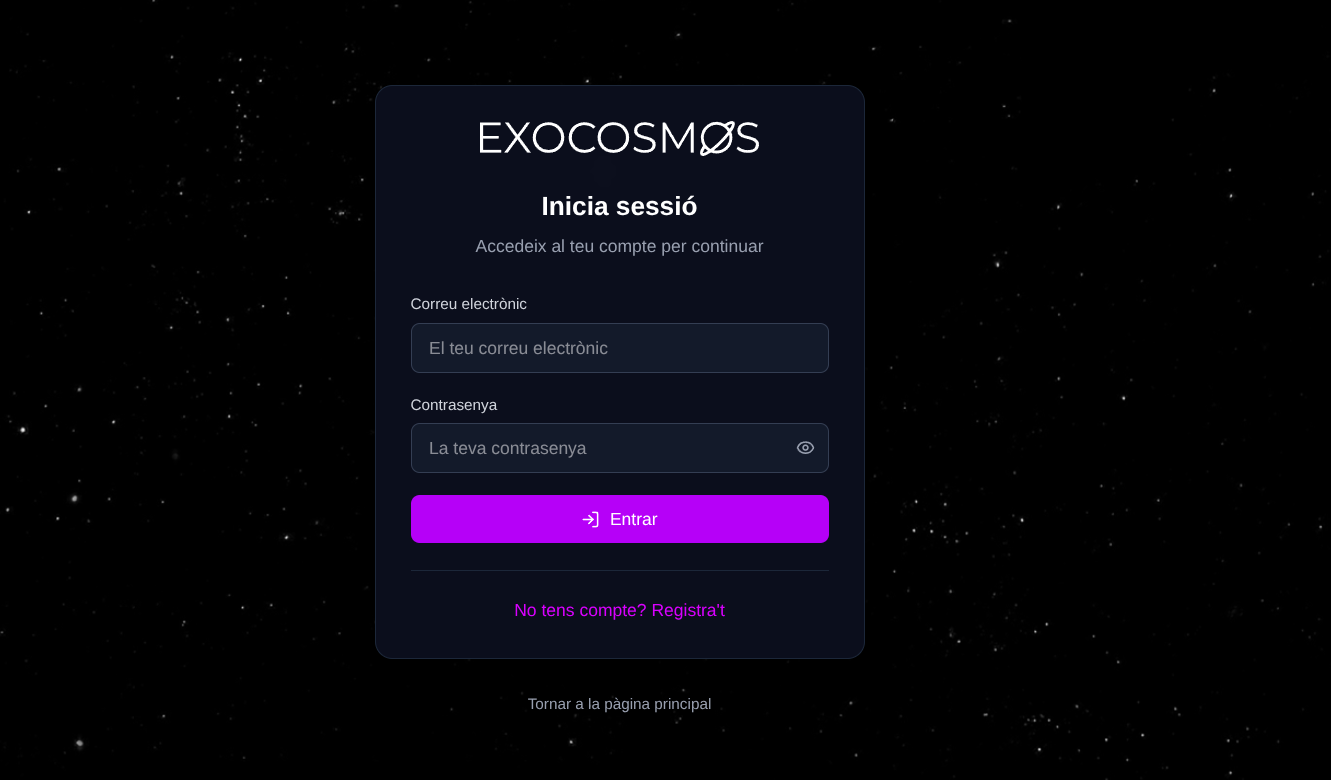 EXOCOSMOS
Inicia sessió
Accedeix al teu compte per continuar
Correu electrònic
El teu correu electrònic
Contrasenya
La teva contrasenya
Entrar
No tens compte? Registra't
Tornar a la pàgina principal